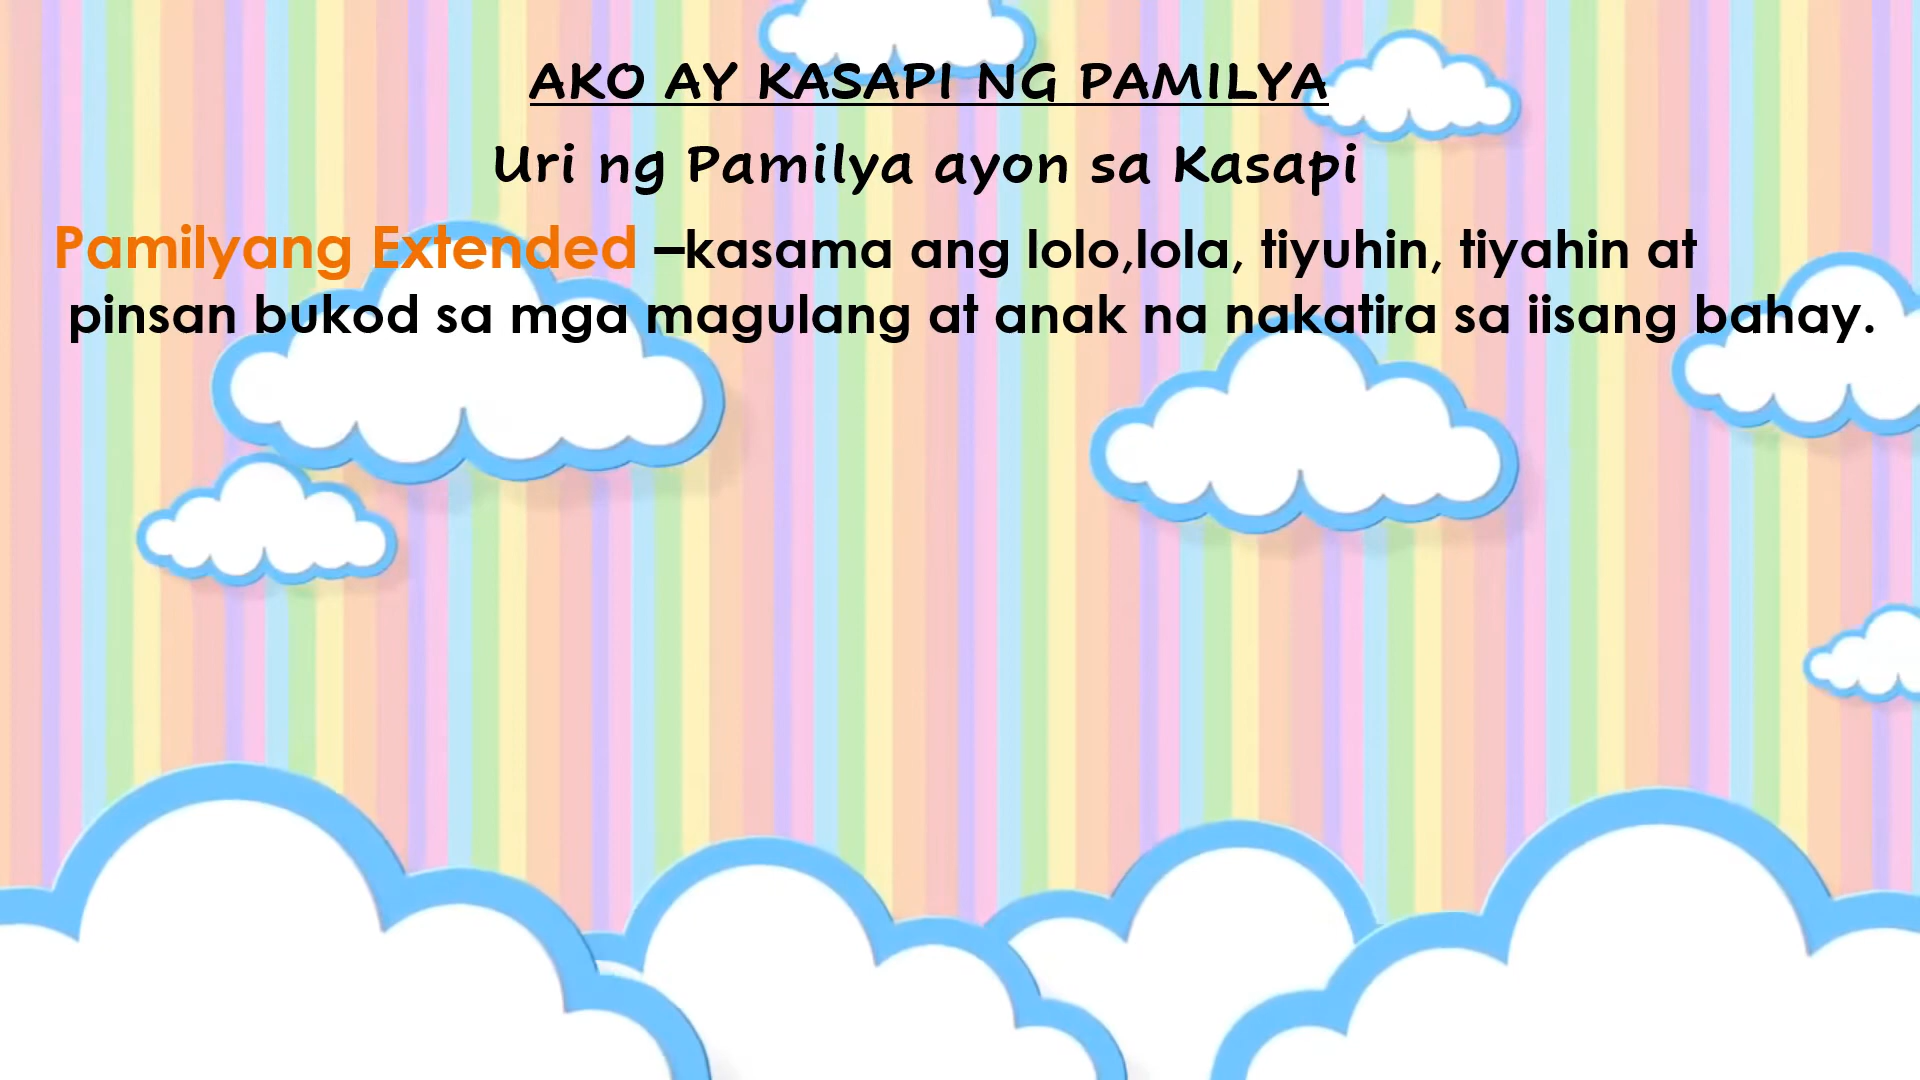 AKO AY KASAPI NG PAMILYA
Uri ng Pamilya ayon sa Kasapi
Pamilyang Extended –kasama ang lolo,lola, tiyuhin, tiyahin at
pinsan bukod sa mga magulang at anak na nakatira sa iisang bahay.